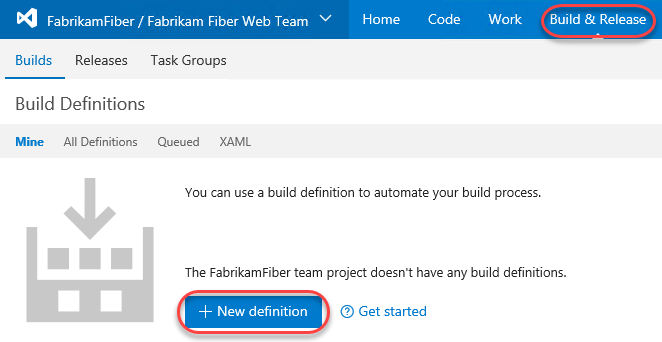 FabrikamFiber / Fabrikam Fiber Web Team Home Code Work Build & Release
Builds Releases Task Groups
Build Definitions
Mine All Definitions Queued XAML
You can use a build definition to automate your build process.
The FabrikamFiber team project doesn't have any build definitions.
+ New definition ? Get started